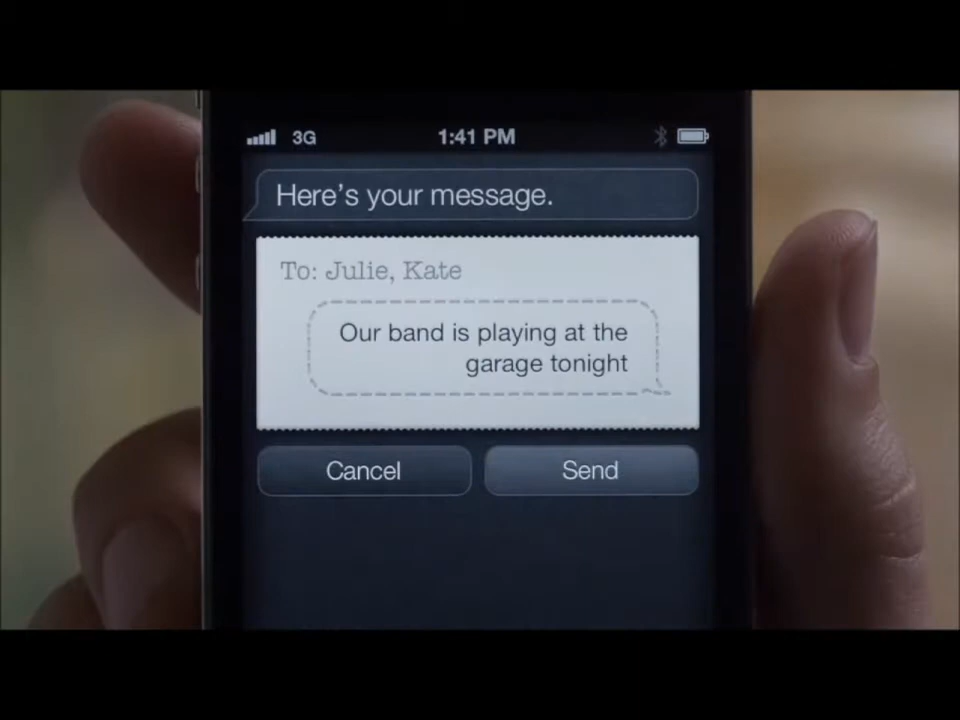 3G 1:41 PM
Here's your message.
To: Julie, Kate
Our band is playing at the
garage tonight
Cancel Send